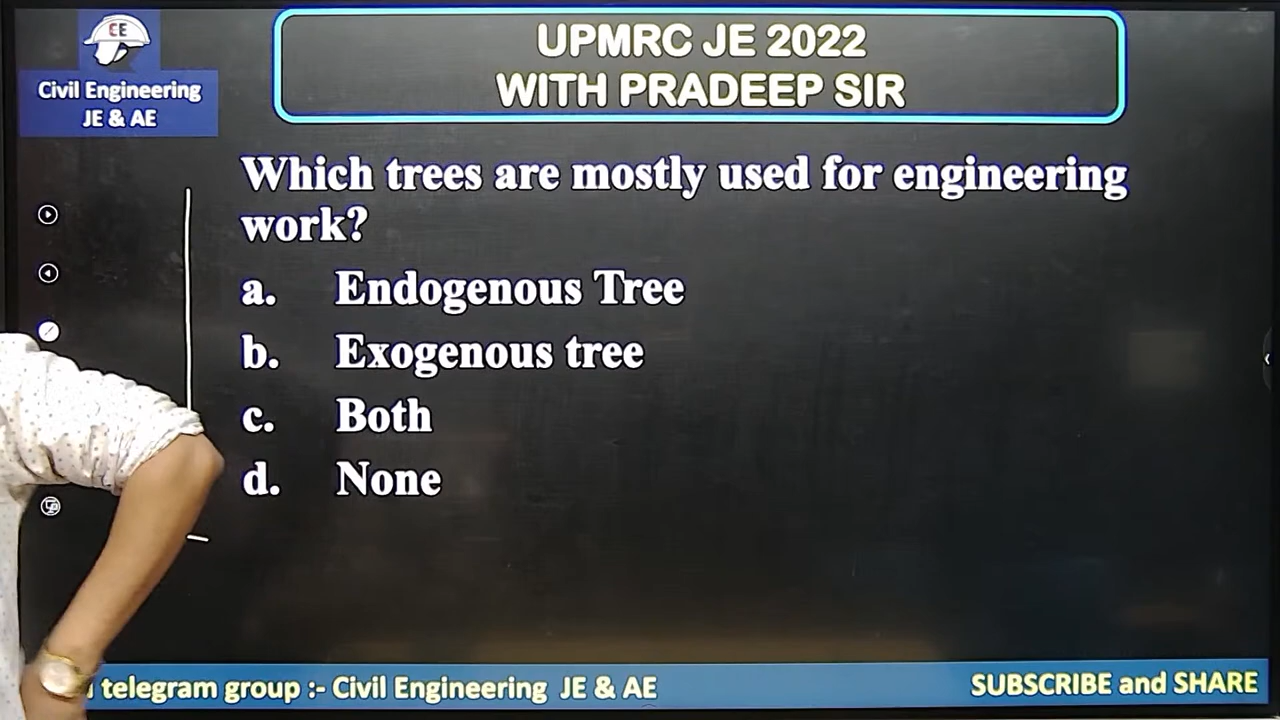 CE
Civil Engineering
JE & AE
UPMRC JE 2022
WITH PRADEEP SIR
Which trees are mostly used for engineering
work?
a. Endogenous Tree
b. Exogenous tree
c. Both
d. None
telegram group :- Civil Engineering JE & AE
SUBSCRIBE and SHARE